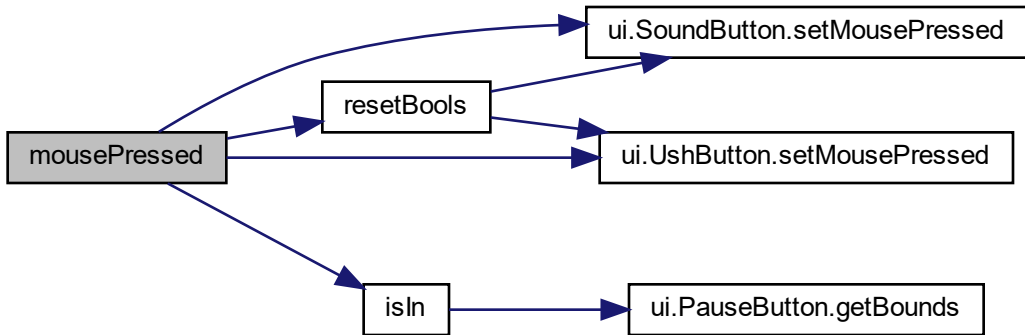 ui.SoundButton.setMousePressed
resetBools
mousePressed
ui.UshButton.setMousePressed
isIn
ui.PauseButton.getBounds